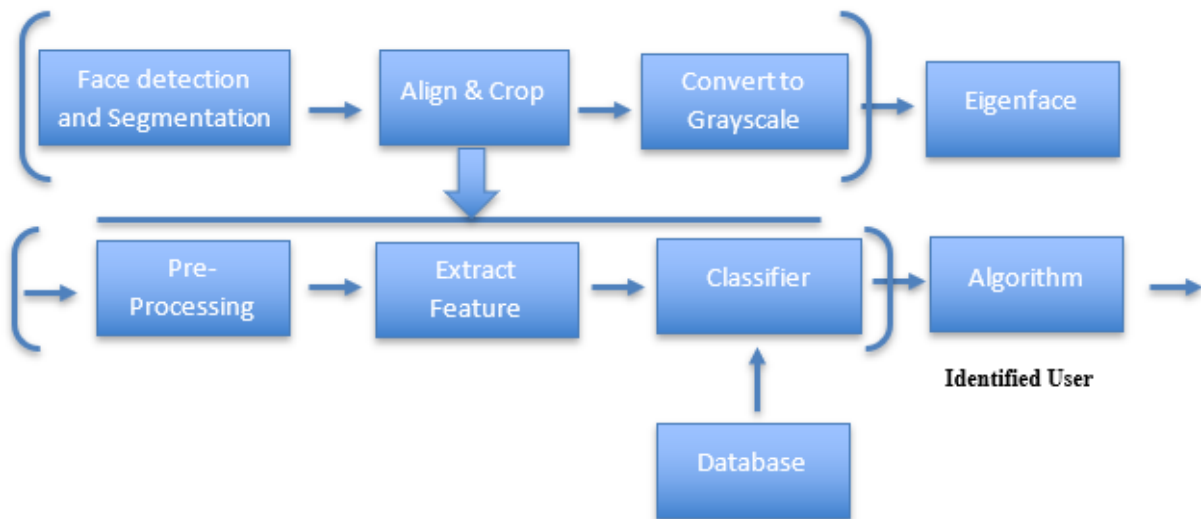 Face detection
and Segmentation
Align & Crop
Convert to
Grayscale
Eigenface
Pre-
Processing
Extract
Feature
Classifier
Algorithm
Identified User
Database